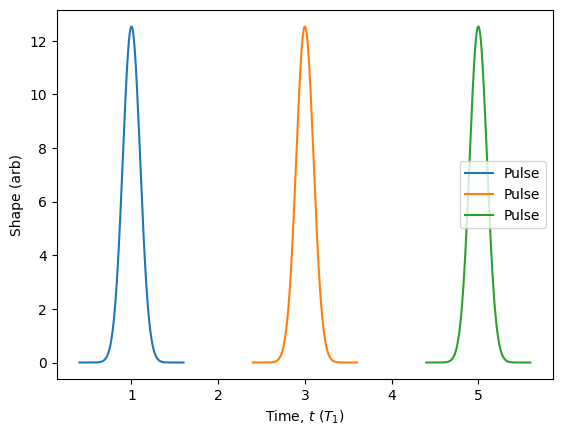 12
10
8
6
4
2
0
Shape (arb)
Pulse
Pulse
Pulse
1 2 3 4 5
Time, t (T₁)